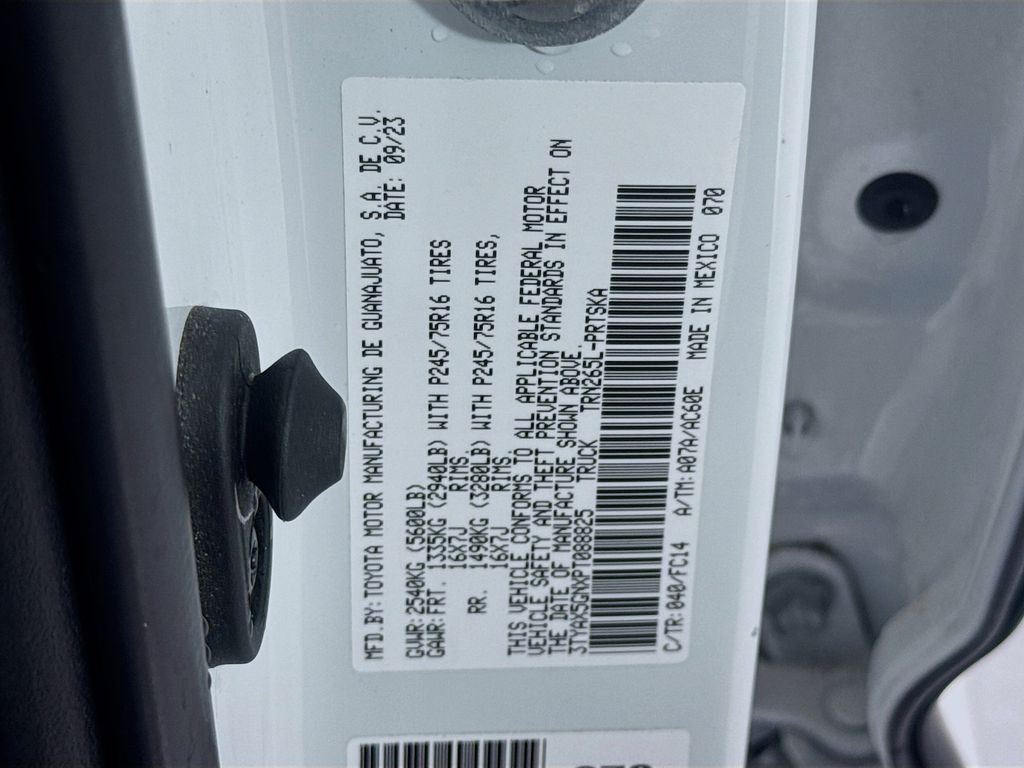 MFD.BY:TOYOTA MOTOR MANUFACTURING DE GUANAJUATO, S.A. DE C.V.
DATE: 09/23
GVWR:2540KG (5600LB)
GAWR:FRT. 1335KG (2940LB) WITH P245/75R16 TIRES
16X7J RIMS,
RR. 1490KG (3280LB) WITH P245/75R16 TIRES,
16X7J RIMS.
THIS VEHICLE CONFORMS TO ALL APPLICABLE FEDERAL MOTOR
VEHICLE SAFETY AND THEFT PREVENTION STANDARDS IN EFFECT ON
THE DATE OF MANUFACTURE SHOWN ABOVE.
3TYAX5GNXPT088825 TRUCK TRN265L-PRTSKA
C/TR:040/FC14 A/TM:A07A/AC60E MADE IN MEXICO 070